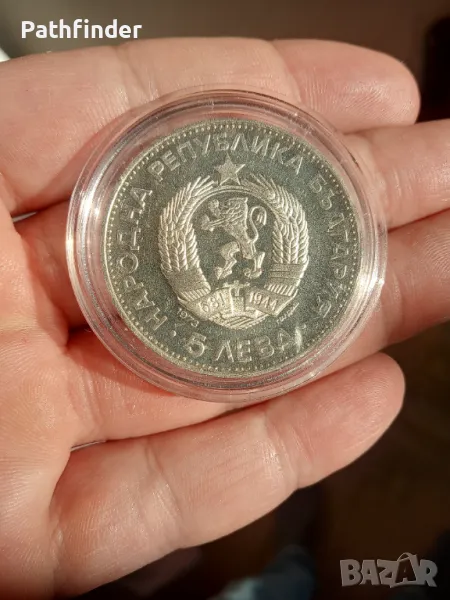 Pathfinder
НАРОДНА РЕПУБЛИКА БЪЛГАРИЯ
681 1944
5 ЛЕВА
BAZAR